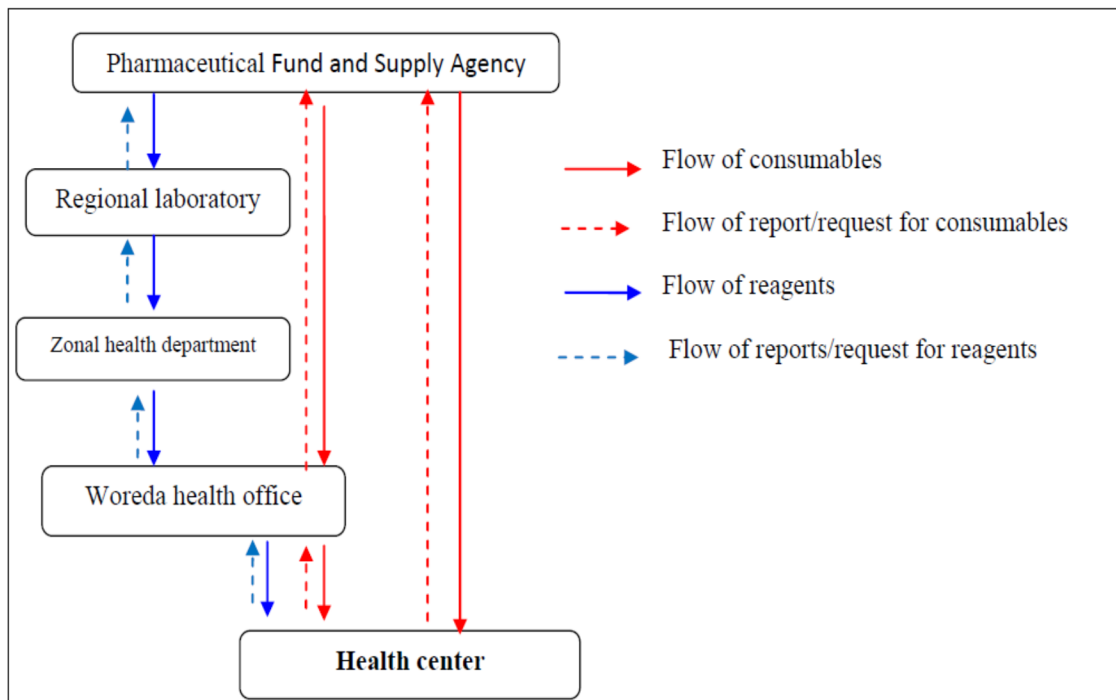 Pharmaceutical Fund and Supply Agency
Regional laboratory
Zonal health department
Woreda health office
Health center
Flow of consumables
Flow of report/request for consumables
Flow of reagents
Flow of reports/request for reagents